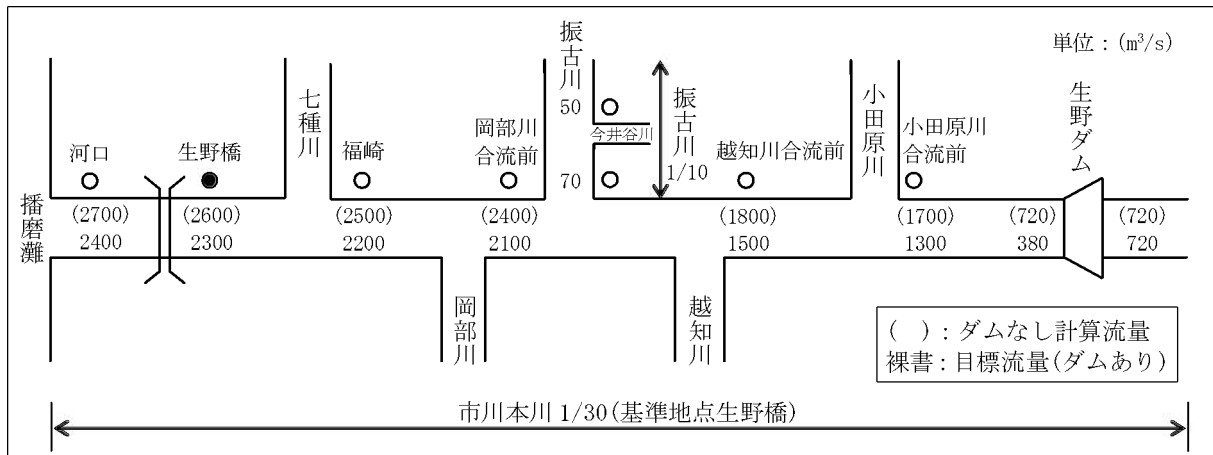 単位：(m³/s)
播磨灘
河口
生野橋
七種川
福崎
岡部川
合流前
振古川
50
70
今井谷川
振古川
1/10
越知川合流前
小田原川
小田原川
合流前
生野ダム
(2700)
2400
(2600)
2300
(2500)
2200
(2400)
2100
(1800)
1500
(1700)
1300
(720)
380
(720)
720
岡部川
越知川
( )：ダムなし計算流量
裸書：目標流量(ダムあり)
市川本川 1/30(基準地点生野橋)